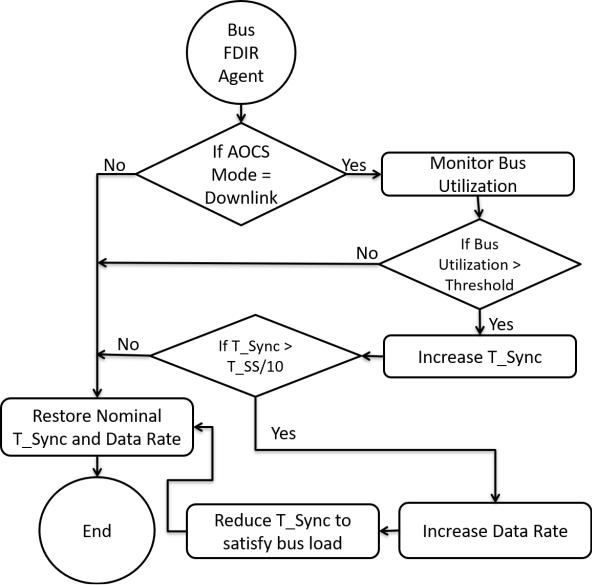 Bus
FDIR
Agent
If AOCS
Mode =
Downlink
No
Yes
Monitor Bus
Utilization
If Bus
Utilization >
Threshold
No
Yes
Increase T_Sync
If T_Sync >
T_SS/10
No
Yes
Restore Nominal
T_Sync and Data Rate
Increase Data Rate
Reduce T_Sync to
satisfy bus load
End